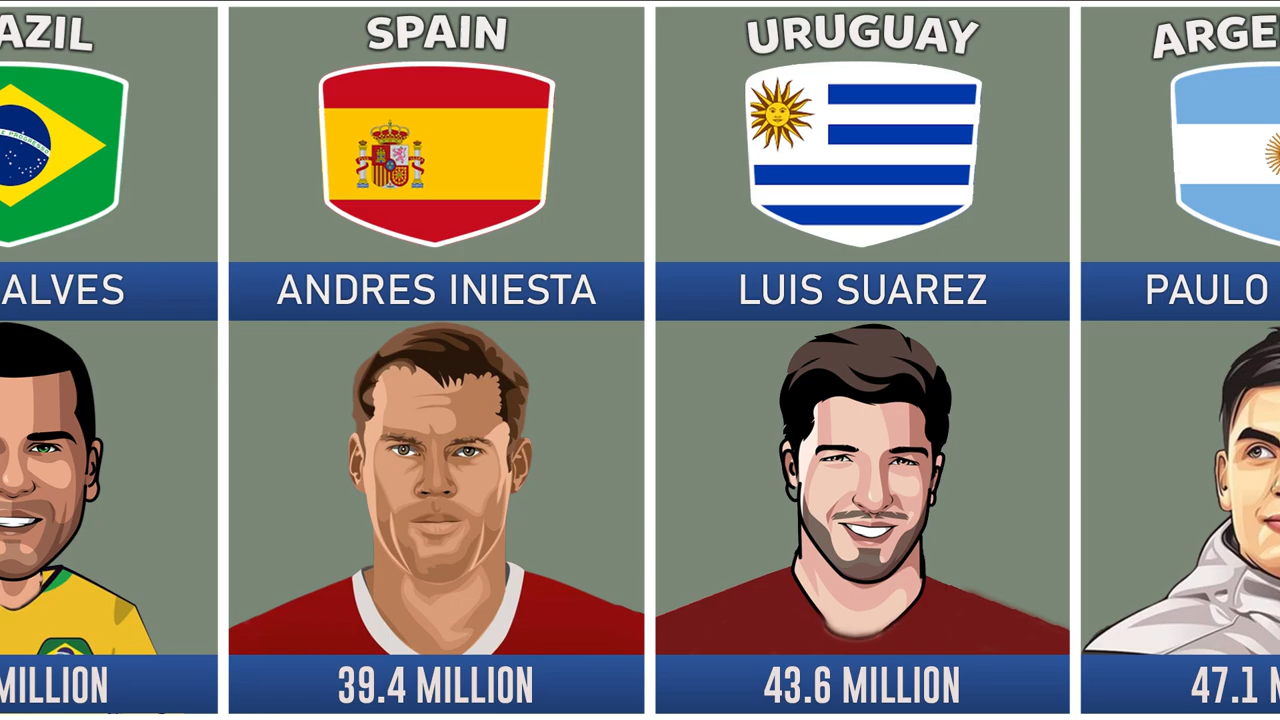 AZIL
SPAIN
URUGUAY
ARGE
ALVES
ANDRES INIESTA
LUIS SUAREZ
PAULO
MILLION
39.4 MILLION
43.6 MILLION
47.1 M